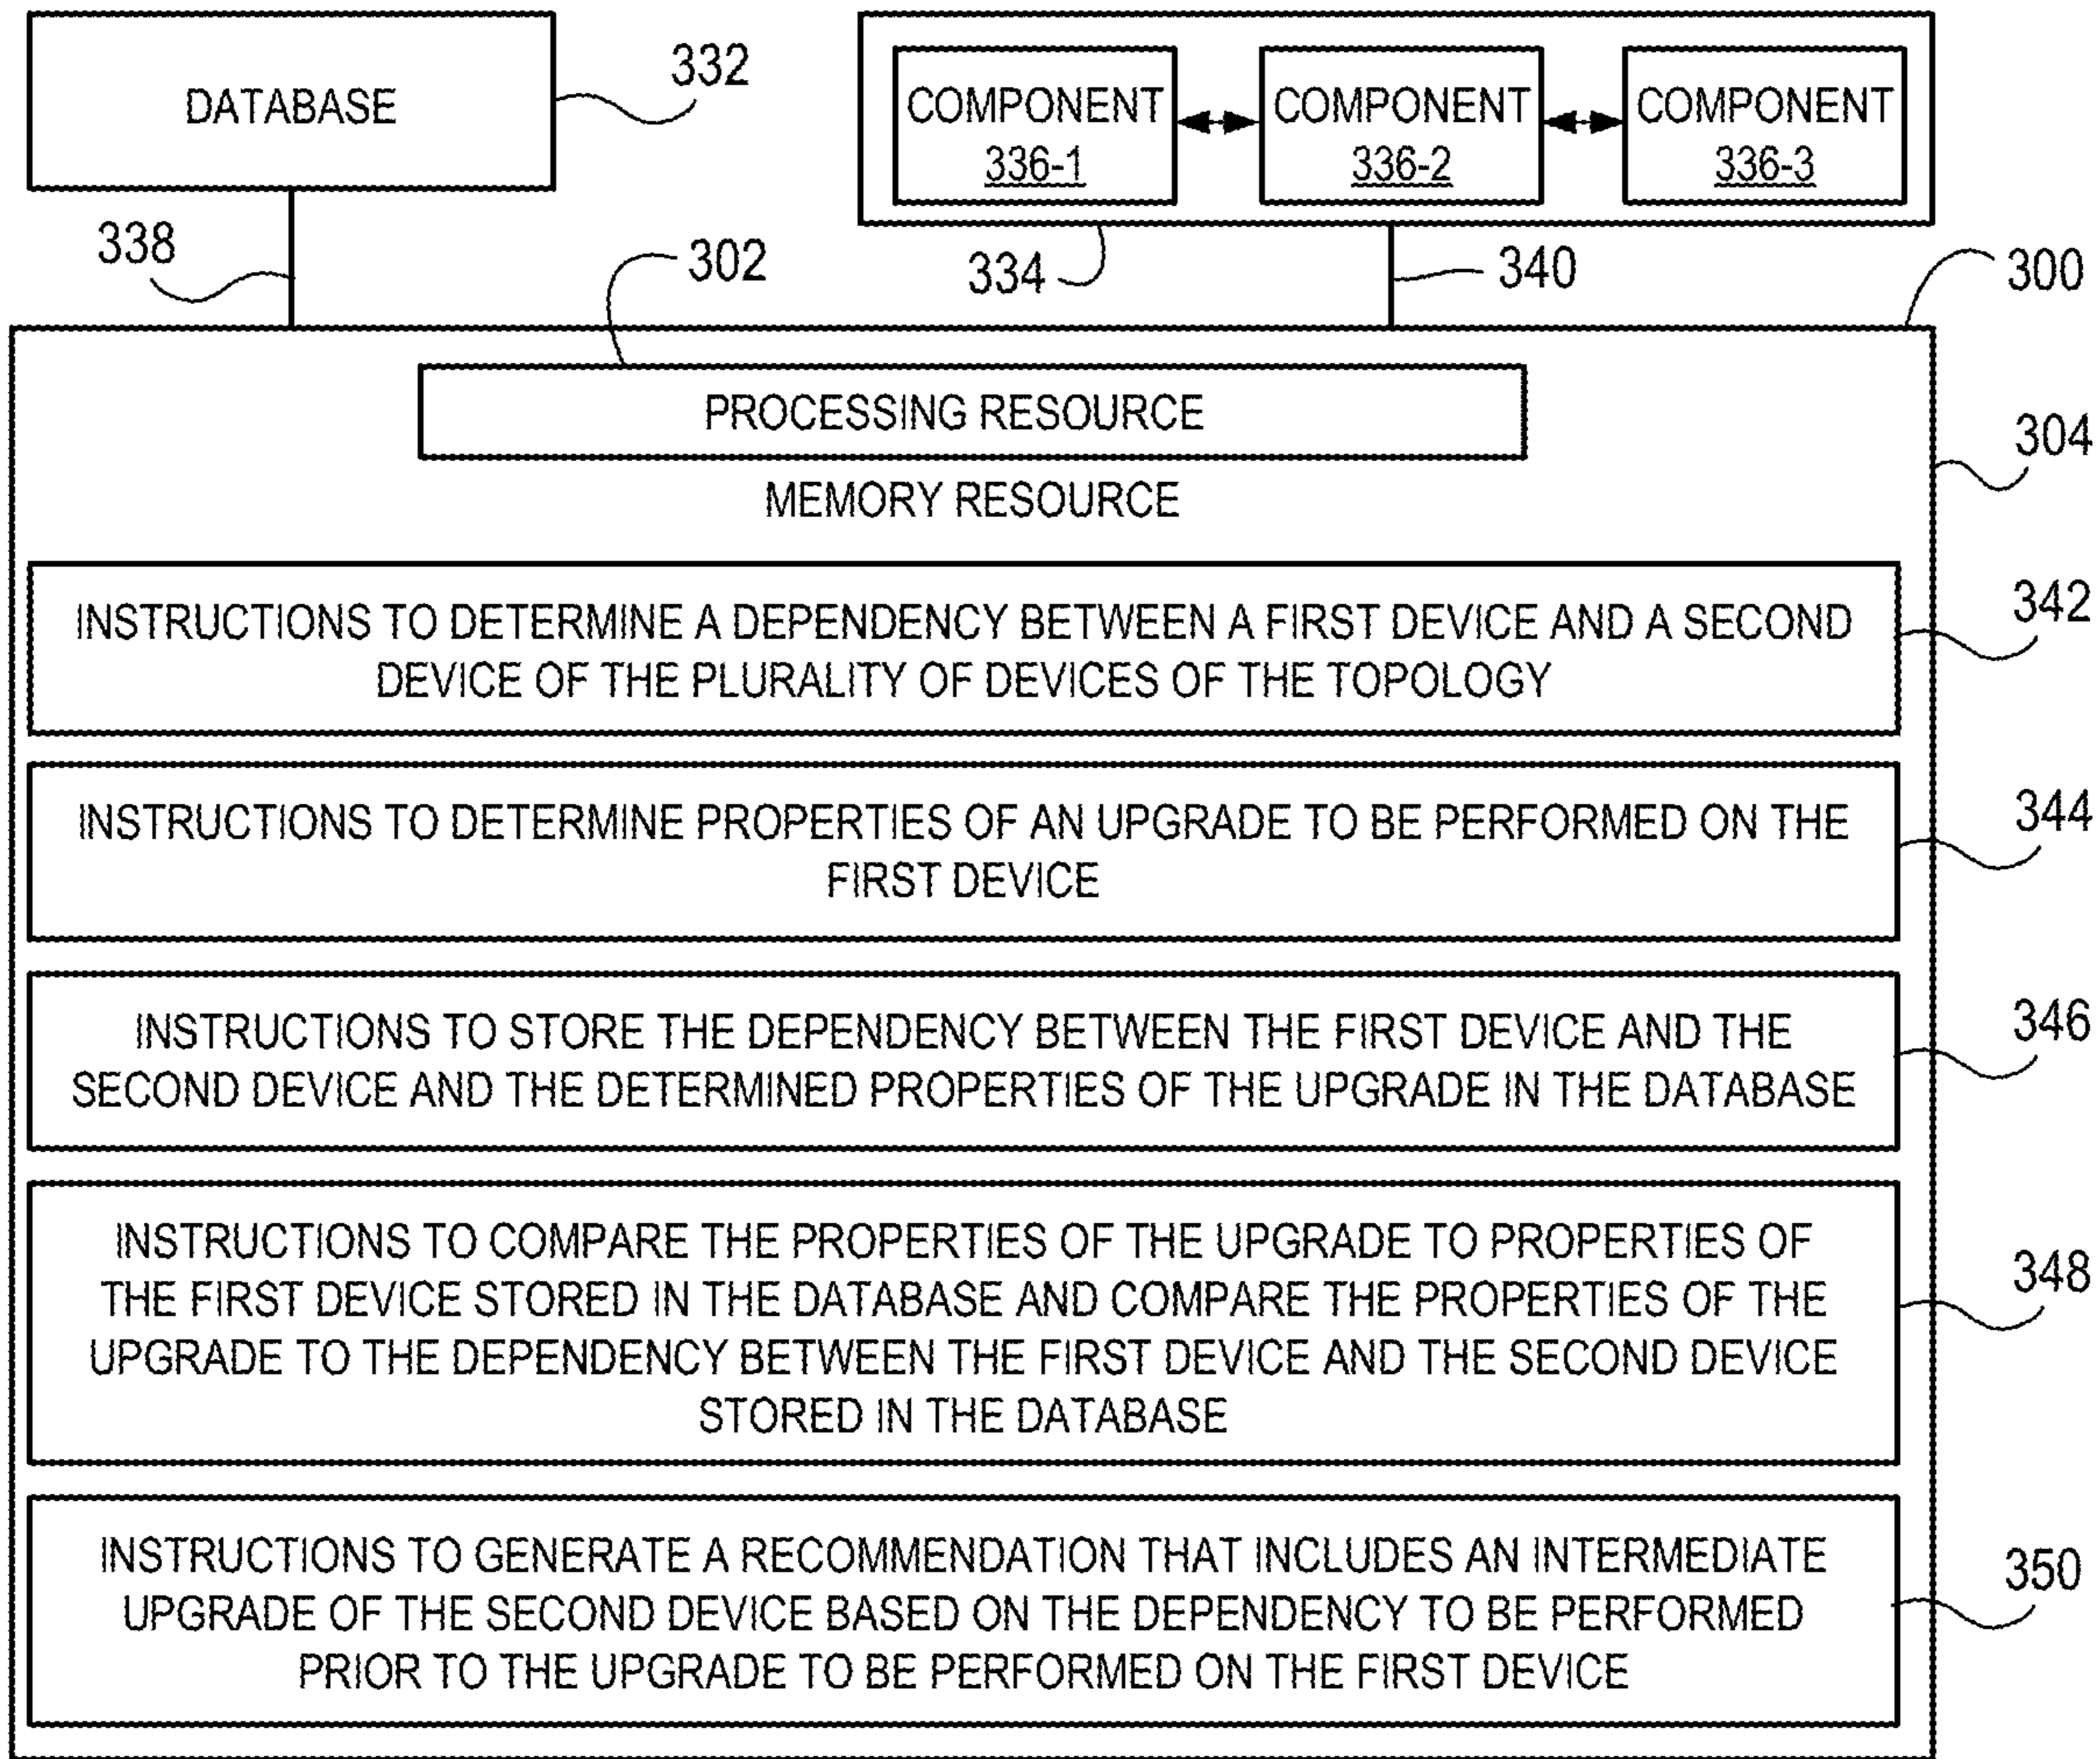 DATABASE
332
COMPONENT
336-1
COMPONENT
336-2
COMPONENT
336-3
338
302
334
340
300
PROCESSING RESOURCE
304
MEMORY RESOURCE
INSTRUCTIONS TO DETERMINE A DEPENDENCY BETWEEN A FIRST DEVICE AND A SECOND
DEVICE OF THE PLURALITY OF DEVICES OF THE TOPOLOGY
342
INSTRUCTIONS TO DETERMINE PROPERTIES OF AN UPGRADE TO BE PERFORMED ON THE
FIRST DEVICE
344
INSTRUCTIONS TO STORE THE DEPENDENCY BETWEEN THE FIRST DEVICE AND THE
SECOND DEVICE AND THE DETERMINED PROPERTIES OF THE UPGRADE IN THE DATABASE
346
INSTRUCTIONS TO COMPARE THE PROPERTIES OF THE UPGRADE TO PROPERTIES OF
THE FIRST DEVICE STORED IN THE DATABASE AND COMPARE THE PROPERTIES OF THE
UPGRADE TO THE DEPENDENCY BETWEEN THE FIRST DEVICE AND THE SECOND DEVICE
STORED IN THE DATABASE
348
INSTRUCTIONS TO GENERATE A RECOMMENDATION THAT INCLUDES AN INTERMEDIATE
UPGRADE OF THE SECOND DEVICE BASED ON THE DEPENDENCY TO BE PERFORMED
PRIOR TO THE UPGRADE TO BE PERFORMED ON THE FIRST DEVICE
350